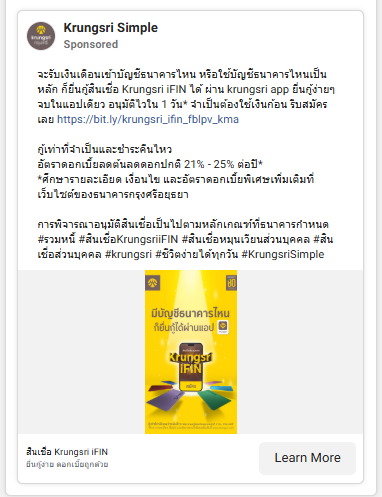 Krungsri Simple
Sponsored
จะรับเงินเดือนเข้าบัญชีธนาคารไหน หรือใช้บัญชีธนาคารไหนเป็น
หลัก ก็ยื่นกู้สินเชื่อ Krungsri iFIN ได้ ผ่าน krungsri app ยื่นกู้ง่ายๆ
จบในแอปเดียว อนุมัติไวใน 1 วัน* จำเป็นต้องใช้เงินก้อน รีบสมัคร
เลย https://bit.ly/krungsri_ifin_fblpv_kma
กู้เท่าที่จำเป็นและชำระคืนไหว
อัตราดอกเบี้ยลดต้นลดดอกปกติ 21% - 25% ต่อปี*
*ศึกษารายละเอียด เงื่อนไข และอัตราดอกเบี้ยพิเศษเพิ่มเติมที่
เว็บไซต์ของธนาคารกรุงศรีอยุธยา
การพิจารณาอนุมัติสินเชื่อเป็นไปตามหลักเกณฑ์ที่ธนาคารกำหนด
#รวมหนี้ #สินเชื่อKrungsriiFIN #สินเชื่อหมุนเวียนส่วนบุคคล #สิน
เชื่อส่วนบุคคล #krungsri #ชีวิตง่ายได้ทุกวัน #KrungsriSimple
มีบัญชีธนาคารไหน
ก็ยื่นกู้ได้ผ่านแอป
Krungsri
iFIN
สินเชื่อ Krungsri iFIN
ยื่นกู้ง่าย ดอกเบี้ยถูกด้วย
Learn More